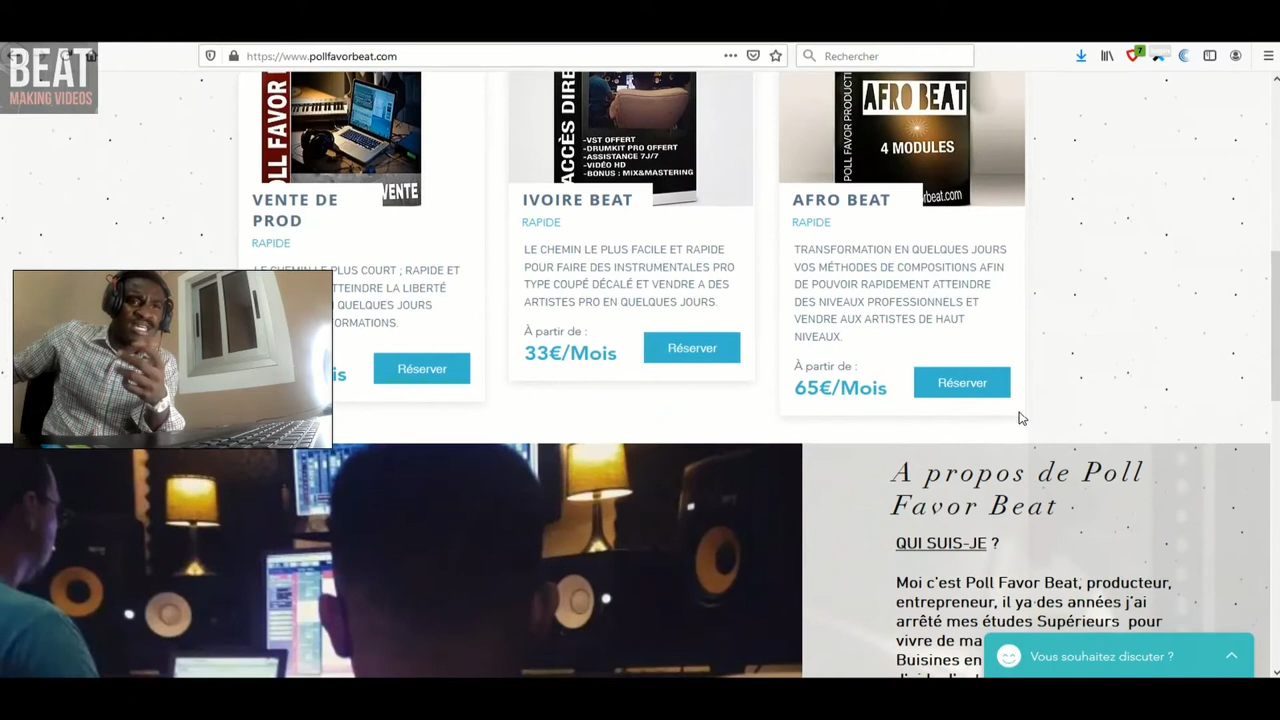 BEAT
MAKING VIDEOS
https://www.pollfavorbeat.com
Rechercher
7
POLL FAVOR
VENTE
VENTE DE
PROD
RAPIDE
LE CHEMIN LE PLUS COURT ; RAPIDE ET
ATTEINDRE LA LIBERTÉ
QUELQUES JOURS
FORMATIONS.
is
Réserver
ACCÈS DIRE
-VST OFFERT
-DRUMKIT PRO OFFERT
-ASSISTANCE 7J/7
-VIDÉO HD
-BONUS : MIX&MASTERING
IVOIRE BEAT
RAPIDE
LE CHEMIN LE PLUS FACILE ET RAPIDE
POUR FAIRE DES INSTRUMENTALES PRO
TYPE COUPÉ DÉCALÉ ET VENDRE A DES
ARTISTES PRO EN QUELQUES JOURS.
À partir de :
33€/Mois
Réserver
POLL FAVOR PRODUCTI
AFRO BEAT
4 MODULES
beat.com
AFRO BEAT
RAPIDE
TRANSFORMATION EN QUELQUES JOURS
VOS MÉTHODES DE COMPOSITIONS AFIN
DE POUVOIR RAPIDEMENT ATTEINDRE
DES NIVEAUX PROFESSIONNELS ET
VENDRE AUX ARTISTES DE HAUT
NIVEAUX.
À partir de :
65€/Mois
Réserver
A propos de Poll
Favor Beat
QUI SUIS-JE ?
Moi c'est Poll Favor Beat, producteur,
entrepreneur, il ya des années j'ai
arrêté mes études Supérieurs pour
vivre de ma
Buisines en
Vous souhaitez discuter ?